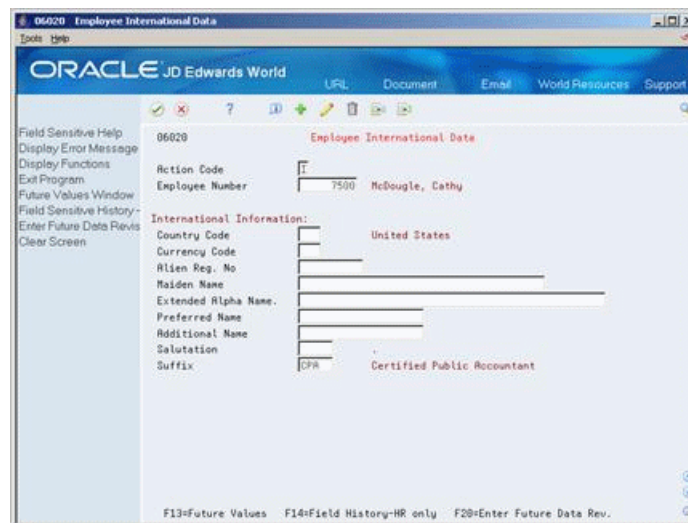 06020 Employee International Data
Tools Help
ORACLE JD Edwards World
URL Document Email World Resources Support
Field Sensitive Help
Display Error Message
Display Functions
Exit Program
Future Values Window
Field Sensitive History -
Enter Future Data Revis
Clear Screen
06020 Employee International Data
Action Code I
Employee Number 7500 McDougle, Cathy
International Information:
Country Code United States
Currency Code
Alien Reg. No
Maiden Name
Extended Alpha Name.
Preferred Name
Additional Name
Salutation .
Suffix CPA Certified Public Accountant
F13=Future Values F14=Field History-HR only F20=Enter Future Data Rev.